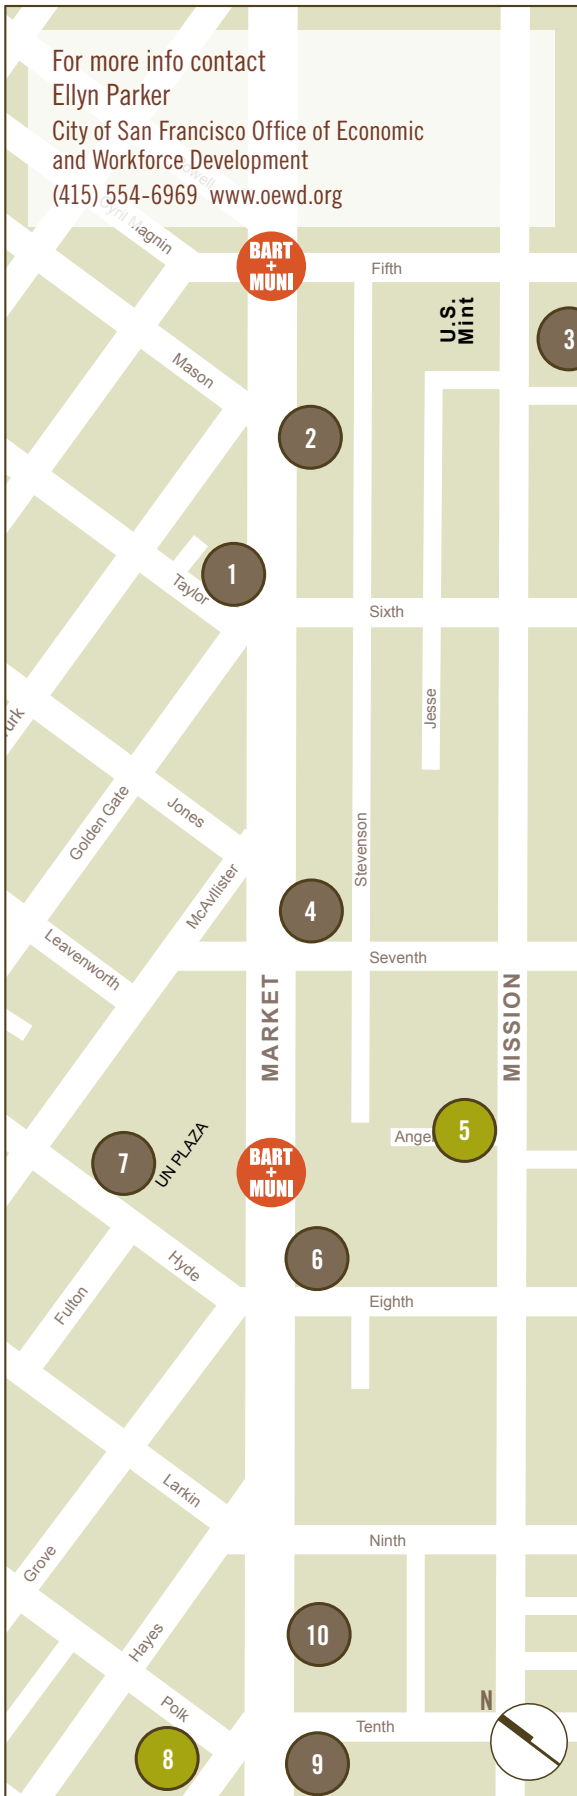 For more info contact
Ellyn Parker
City of San Francisco Office of Economic
and Workforce Development
(415) 554-6969 www.oewd.org
Cyril Magnin
BART
+
MUNI
Fifth
U.S.
Mint
3
Mason
2
1
Taylor
Sixth
Jesse
Golden Gate
Jones
McAvllister
Stevenson
4
Leavenworth
Seventh
MARKET
MISSION
5
7
UN PLAZA
BART
+
MUNI
6
Hyde
Fulton
Eighth
Larkin
Ninth
Grove
10
Hayes
N
Polk
Tenth
8
9